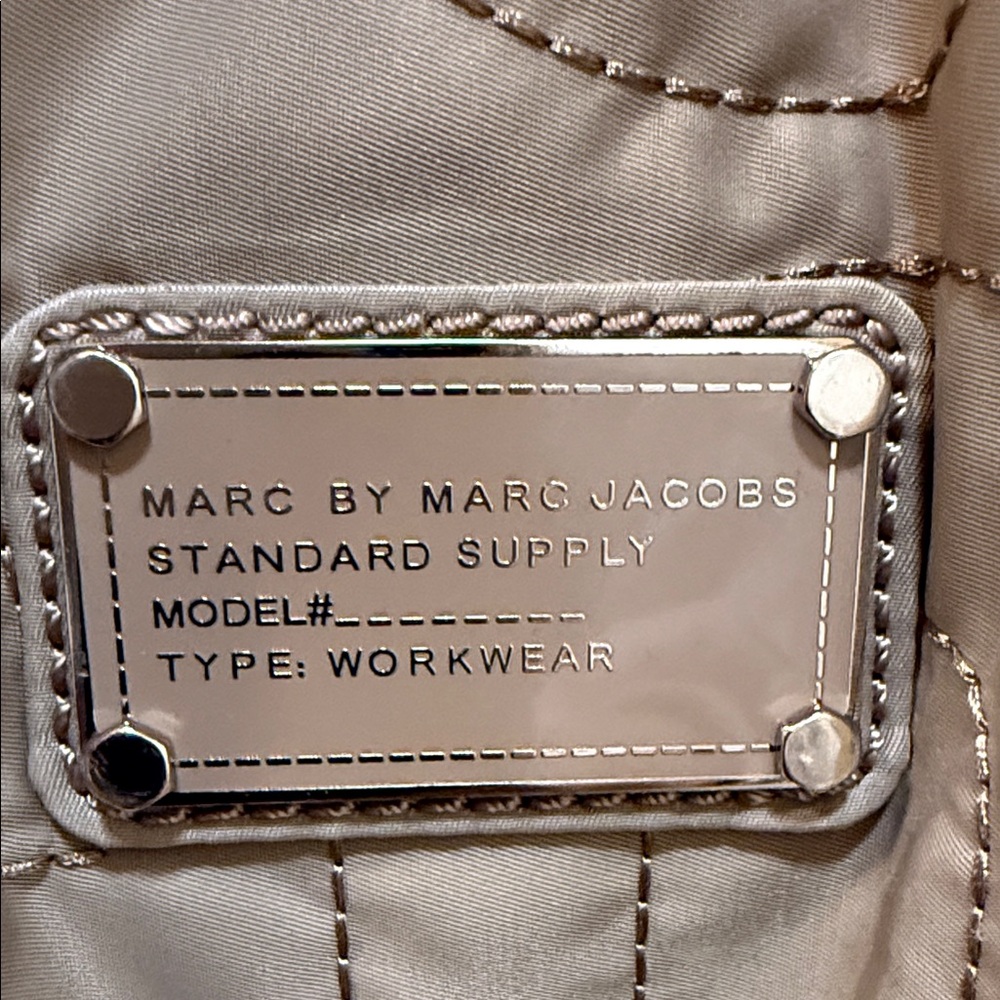 MARC BY MARC JACOBS
STANDARD SUPPLY
MODEL#_________
TYPE: WORKWEAR